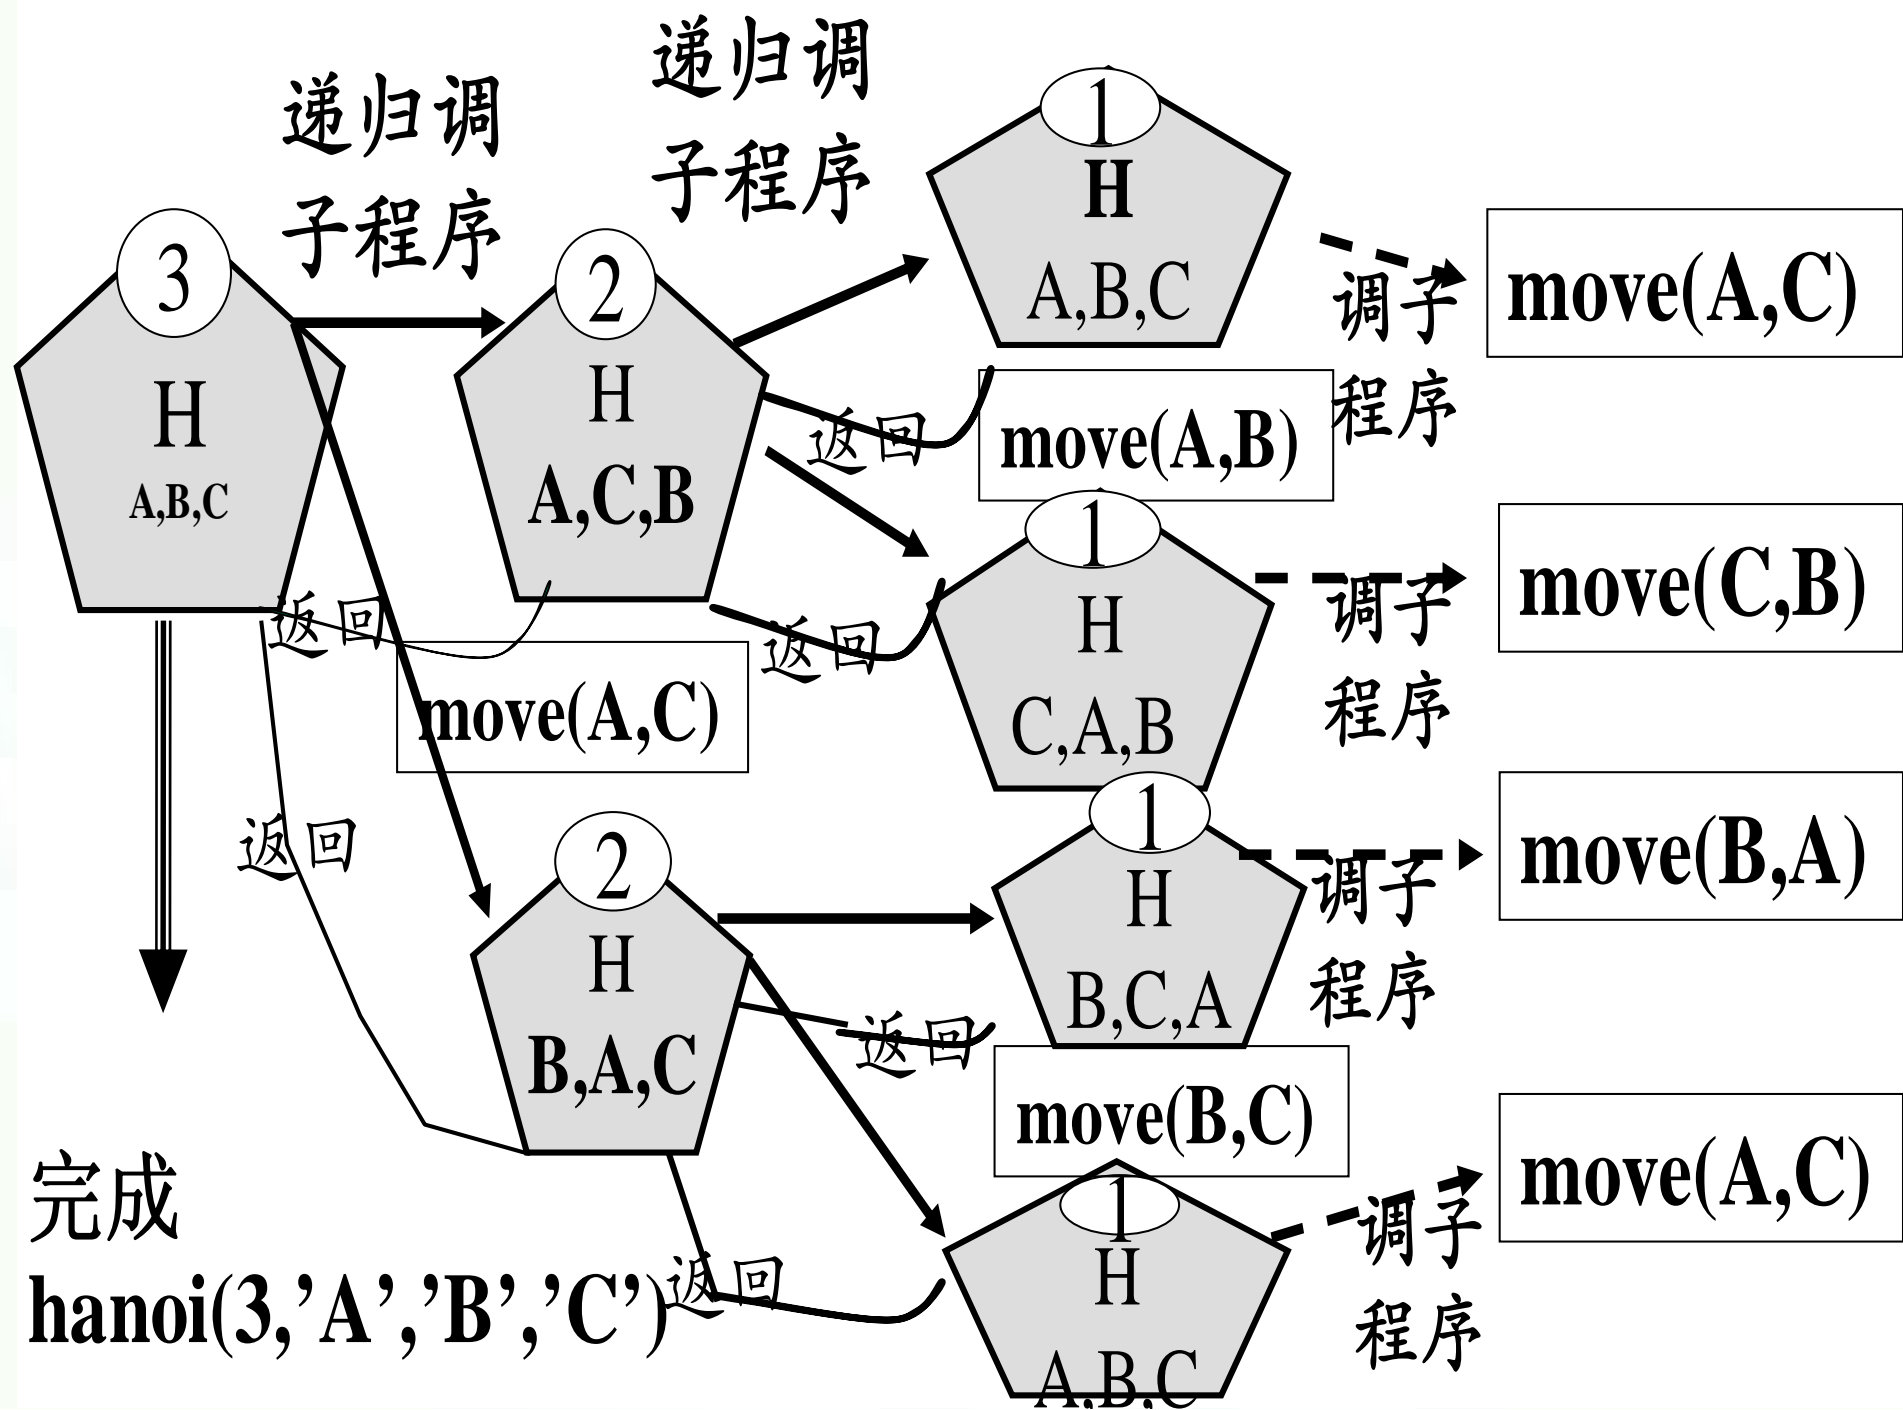 递归调
子程序
递归调
子程序
3
H
A,B,C
2
H
A,C,B
1
H
A,B,C
调子
程序
move(A,C)
返回
move(A,B)
1
H
C,A,B
调子
程序
move(C,B)
返回
返回
move(A,C)
返回
2
H
B,A,C
1
H
B,C,A
调子
程序
move(B,A)
返回
move(B,C)
1
H
A,B,C
调子
程序
move(A,C)
返回
完成
hanoi(3,’A’,’B’,’C’)